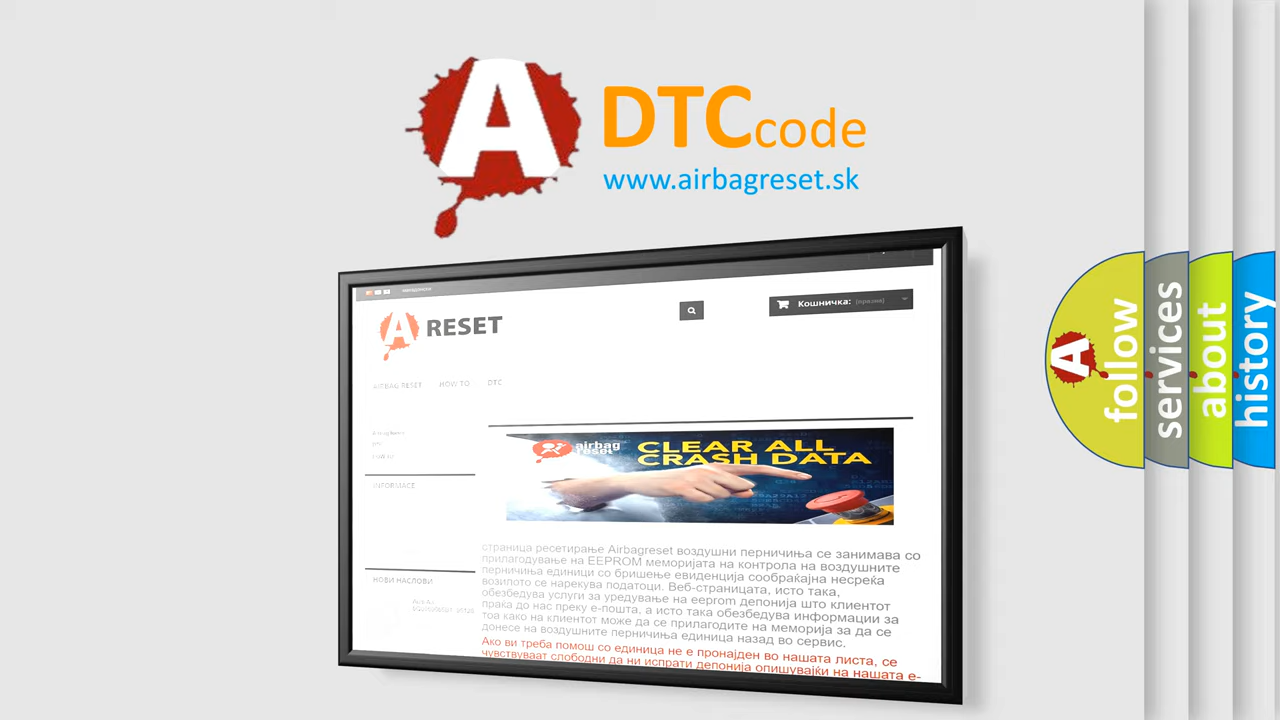 A
DTCcode
www.airbagreset.sk
A RESET
Кошничка: (празна)
AIRBAG RESET HOW TO DTC
airbag
reset
CLEAR ALL
CRASH DATA
INFORMACE
НОВИ НАСЛОВИ
страница ресетирање Airbagreset воздушни перничиња се занимава со
прилагодување на EEPROM меморијата на контрола на воздушните
перничиња единици со бришење евиденција сообраќајна несреќа
возилото се нарекува податоци. Веб-страницата, исто така,
обезбедува услуги за уредување на eeprom депонија што клиентот
праќа до нас преку е-пошта, а исто така обезбедува информации за
тоа како на клиентот може да се прилагодите на меморија за да се
донесе на воздушните перничиња единица назад во сервис.
Ако ви треба помош со единица не е пронајден во нашата листа, се
чувствуваат слободни да ни испрати депонија опишувајќи на нашата е-
A
follow
services
about
history